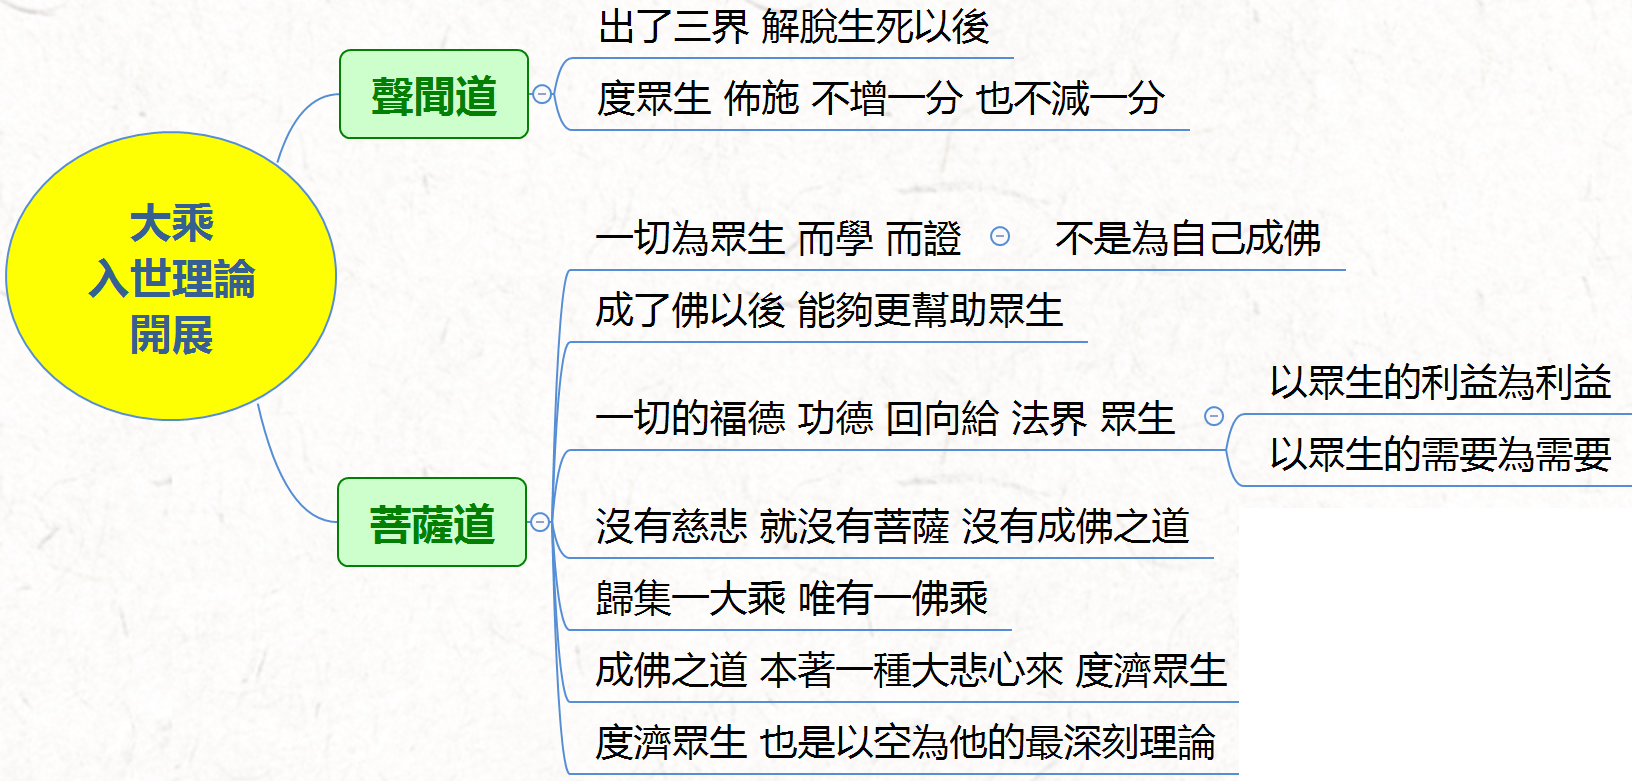 大乘
入世理論
開展
聲聞道
出了三界 解脫生死以後
度眾生 佈施 不增一分 也不減一分
菩薩道
一切為眾生 而學 而證
不是為自己成佛
成了佛以後 能夠更幫助眾生
一切的福德 功德 回向給 法界 眾生
以眾生的利益為利益
以眾生的需要為需要
沒有慈悲 就沒有菩薩 沒有成佛之道
歸集一大乘 唯有一佛乘
成佛之道 本著一種大悲心來 度濟眾生
度濟眾生 也是以空為他的最深刻理論